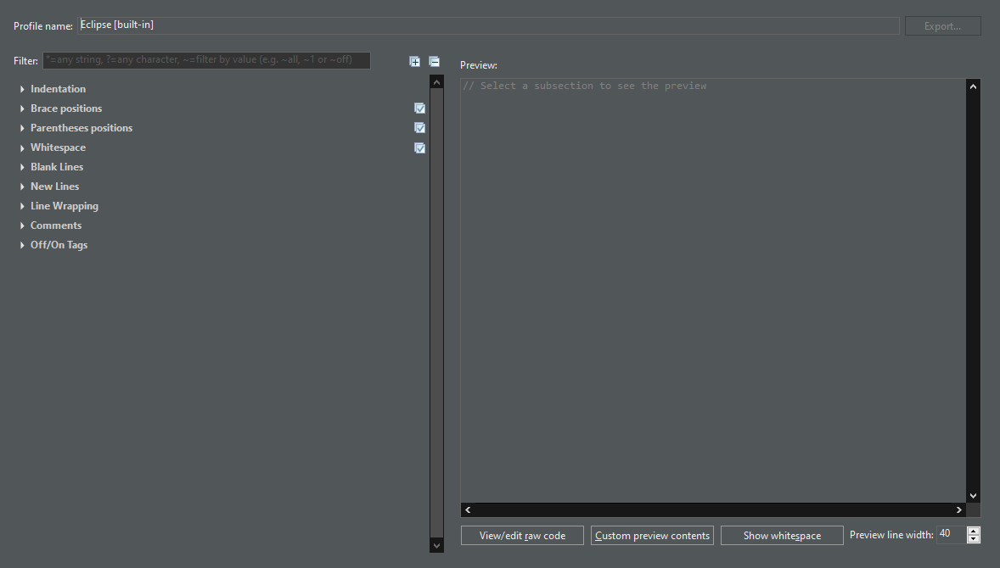 Profile name: Eclipse [built-in] Export...
Filter: *=any string, ?=any character, ~=filter by value (e.g. ~all, ~1 or ~off)
Preview:
Indentation
Brace positions
Parentheses positions
Whitespace
Blank Lines
New Lines
Line Wrapping
Comments
Off/On Tags
// Select a subsection to see the preview
View/edit raw code Custom preview contents Show whitespace Preview line width: 40